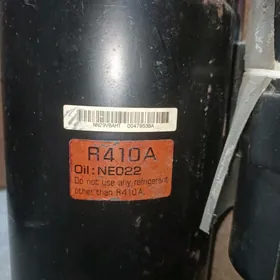 R410A
Oil: NE022
Do not use any refrigerant
other than R410A.